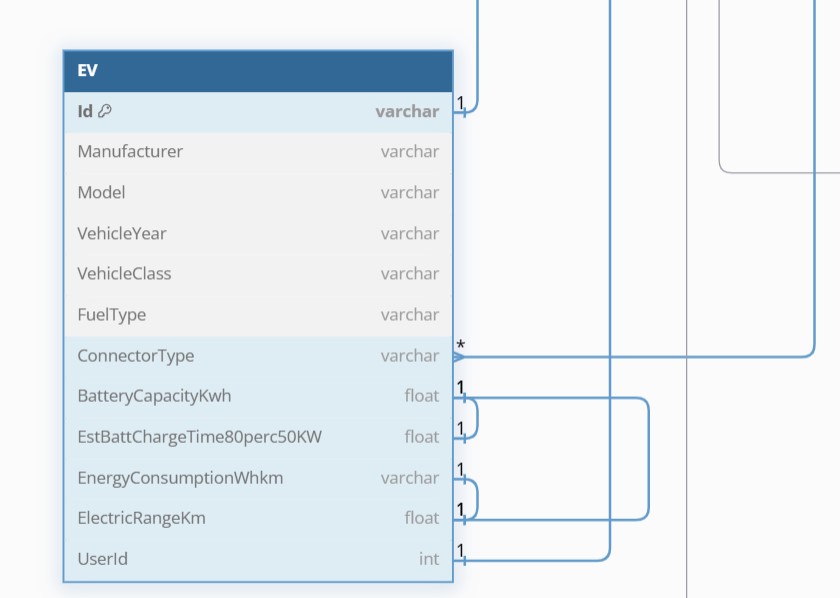 EV
Id varchar 1
Manufacturer varchar
Model varchar
VehicleYear varchar
VehicleClass varchar
FuelType varchar
ConnectorType varchar *
BatteryCapacityKwh float 1
EstBattChargeTime80perc50KW float 1
EnergyConsumptionWhkm varchar 1
ElectricRangeKm float 1
UserId int 1